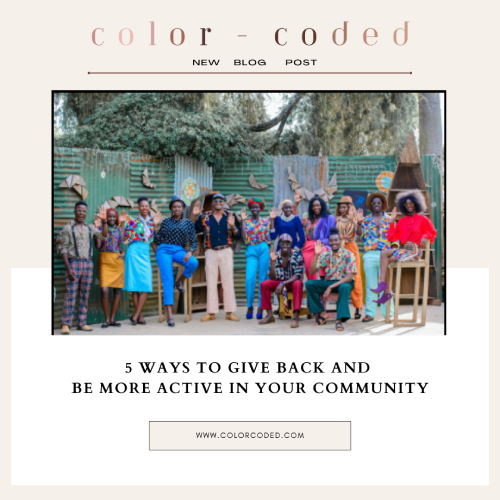 color - coded
NEW BLOG POST
5 WAYS TO GIVE BACK AND
BE MORE ACTIVE IN YOUR COMMUNITY
WWW.COLORCODED.COM